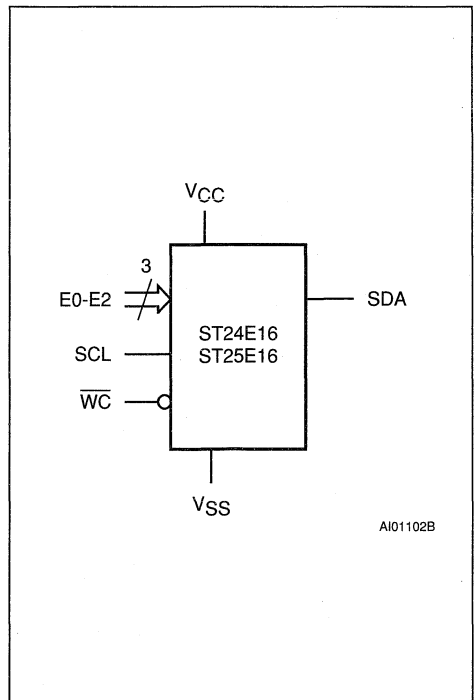 VCC
3
E0-E2
SDA
ST24E16
SCL
ST25E16
WC
VSS
AI01102B